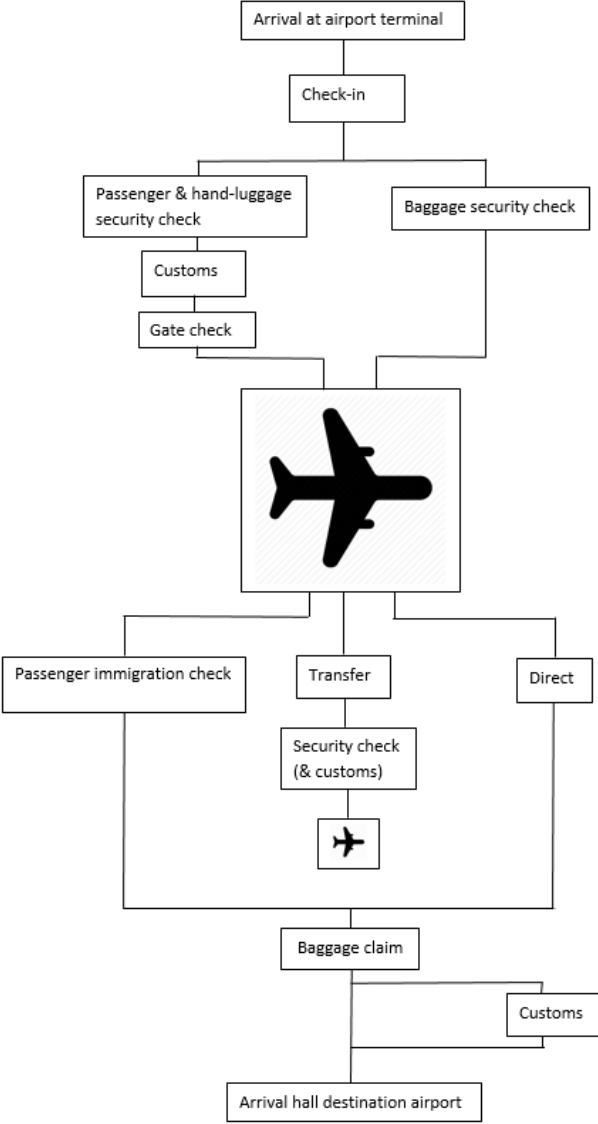 Arrival at airport terminal
Check-in
Passenger & hand-luggage
security check
Baggage security check
Customs
Gate check
Passenger immigration check
Transfer
Direct
Security check
(& customs)
Baggage claim
Customs
Arrival hall destination airport